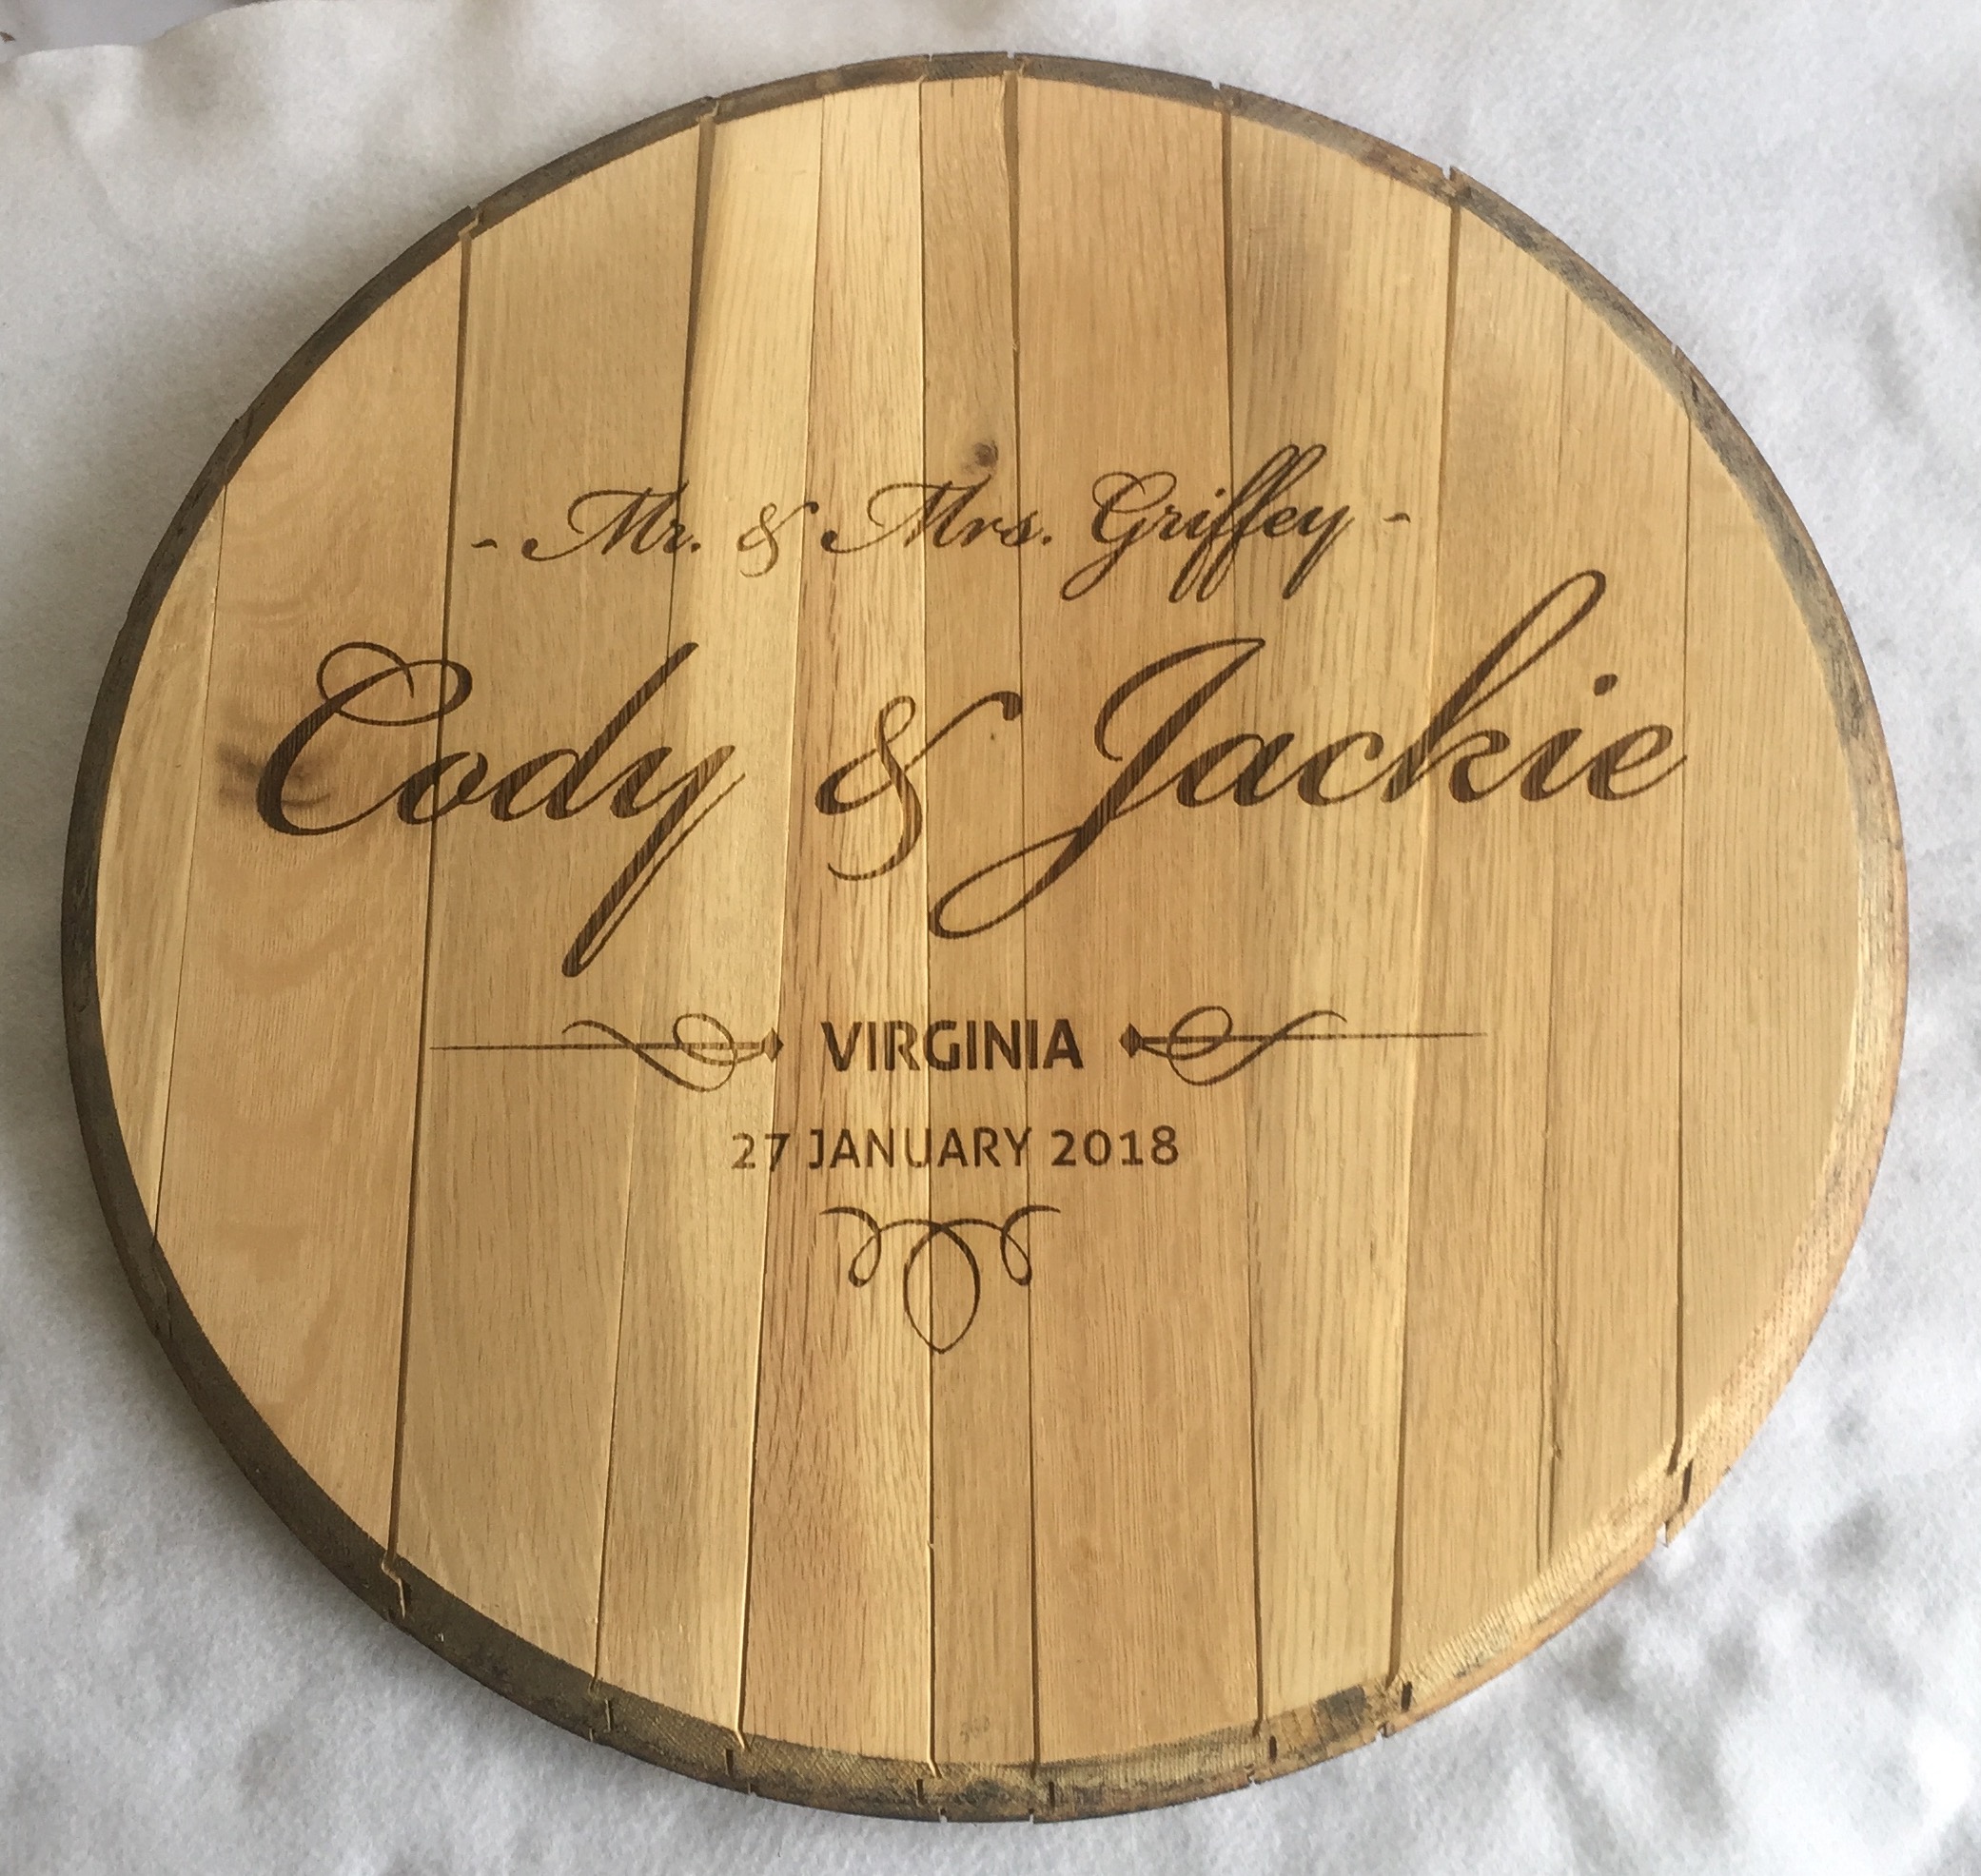 - Mr. & Mrs. Griffey -
Cody & Jackie
VIRGINIA
27 JANUARY 2018